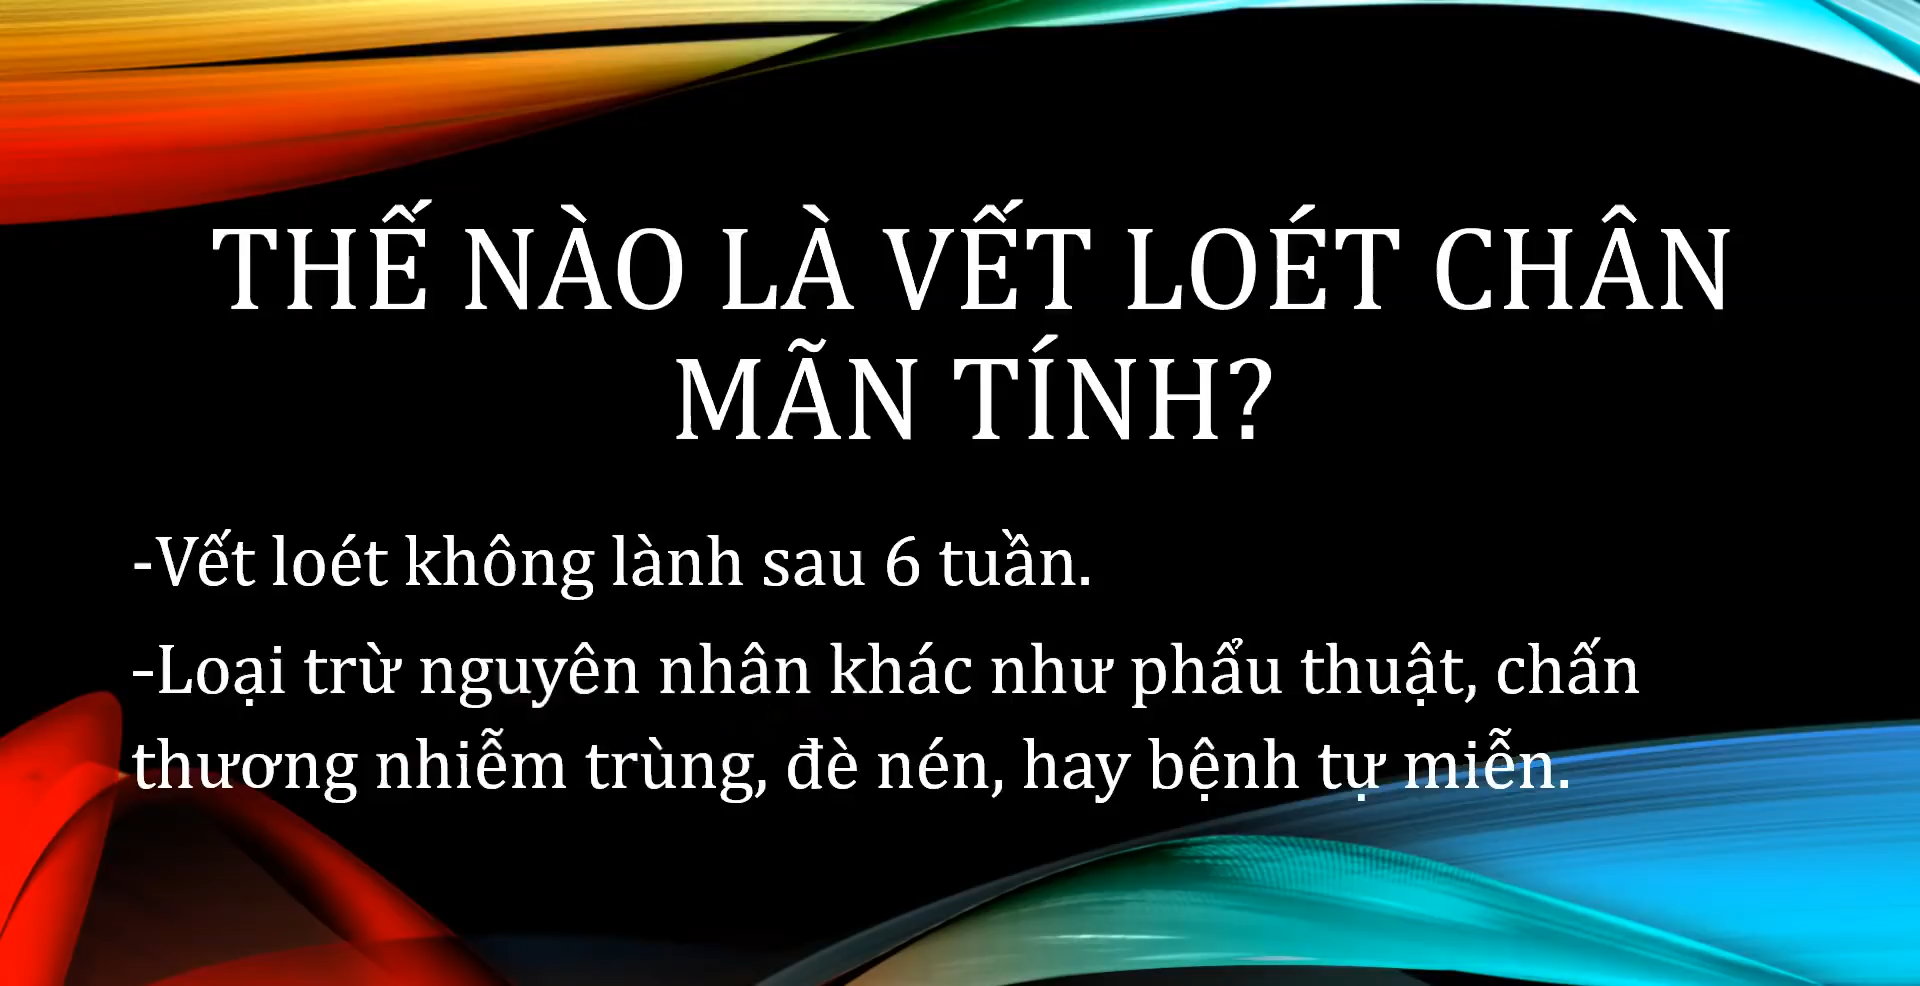 THẾ NÀO LÀ VẾT LOÉT CHÂN
MÃN TÍNH?
-Vết loét không lành sau 6 tuần.
-Loại trừ nguyên nhân khác như phẩu thuật, chấn
thương nhiễm trùng, đè nén, hay bệnh tự miễn.